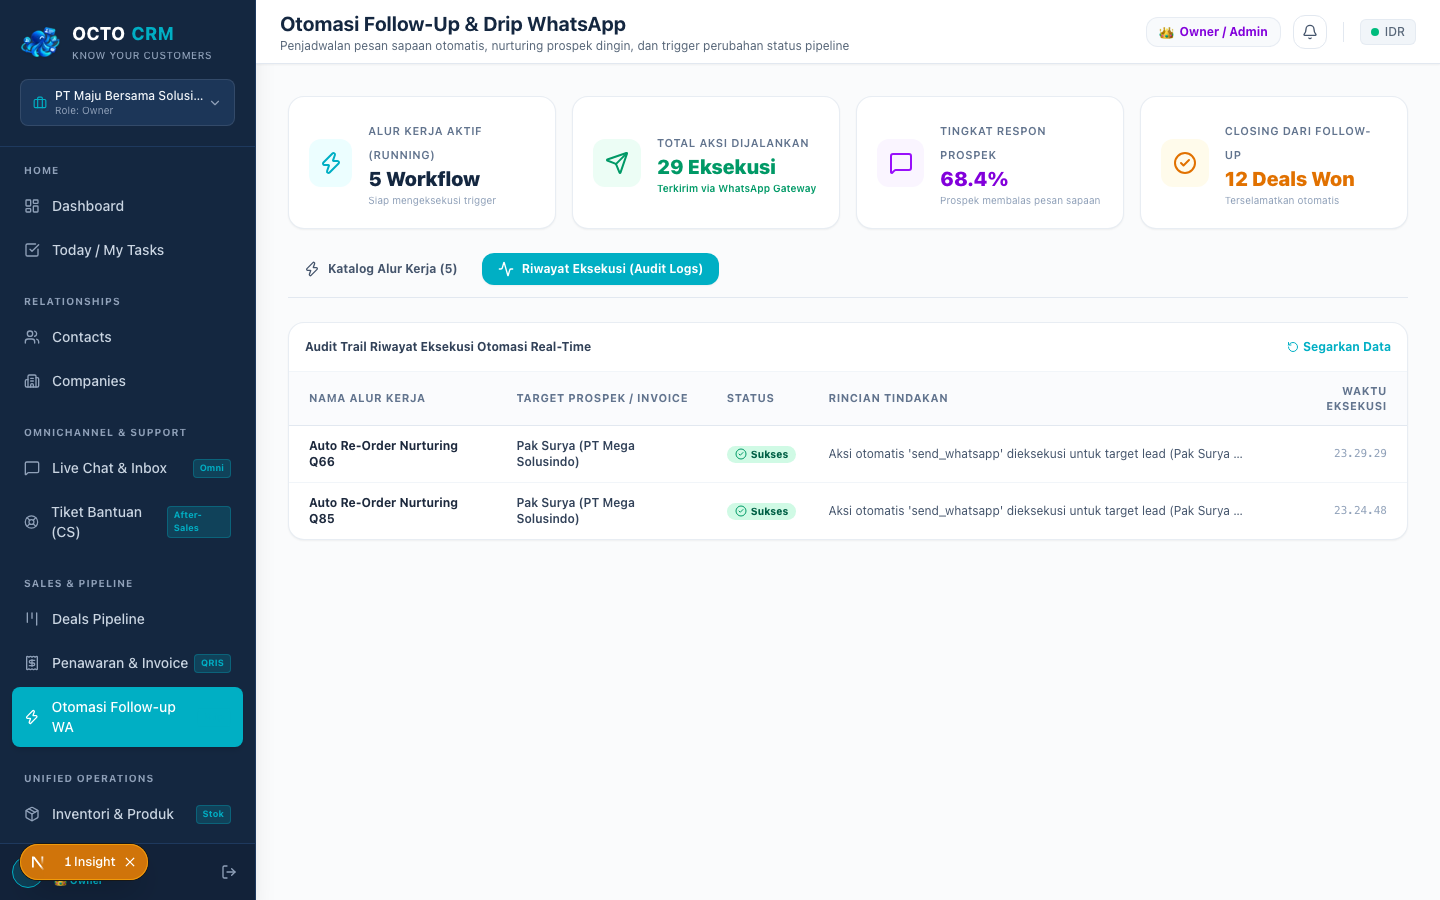 OCTO CRM
KNOW YOUR CUSTOMERS
PT Maju Bersama Solusi...
Role: Owner
HOME
Dashboard
Today / My Tasks
RELATIONSHIPS
Contacts
Companies
OMNICHANNEL & SUPPORT
Live Chat & Inbox
Omni
Tiket Bantuan
(CS)
After-
Sales
SALES & PIPELINE
Deals Pipeline
Penawaran & Invoice
QRIS
Otomasi Follow-up
WA
UNIFIED OPERATIONS
Inventori & Produk
Stok
1 Insight
Owner
Otomasi Follow-Up & Drip WhatsApp
Penjadwalan pesan sapaan otomatis, nurturing prospek dingin, dan trigger perubahan status pipeline
Owner / Admin
IDR
ALUR KERJA AKTIF
(RUNNING)
5 Workflow
Siap mengeksekusi trigger
TOTAL AKSI DIJALANKAN
29 Eksekusi
Terkirim via WhatsApp Gateway
TINGKAT RESPON
PROSPEK
68.4%
Prospek membalas pesan sapaan
CLOSING DARI FOLLOW-
UP
12 Deals Won
Terselamatkan otomatis
Katalog Alur Kerja (5)
Riwayat Eksekusi (Audit Logs)
Audit Trail Riwayat Eksekusi Otomasi Real-Time
Segarkan Data
NAMA ALUR KERJA
TARGET PROSPEK / INVOICE
STATUS
RINCIAN TINDAKAN
WAKTU
EKSEKUSI
Auto Re-Order Nurturing
Q66
Pak Surya (PT Mega
Solusindo)
Sukses
Aksi otomatis 'send_whatsapp' dieksekusi untuk target lead (Pak Surya ...
23.29.29
Auto Re-Order Nurturing
Q85
Pak Surya (PT Mega
Solusindo)
Sukses
Aksi otomatis 'send_whatsapp' dieksekusi untuk target lead (Pak Surya ...
23.24.48